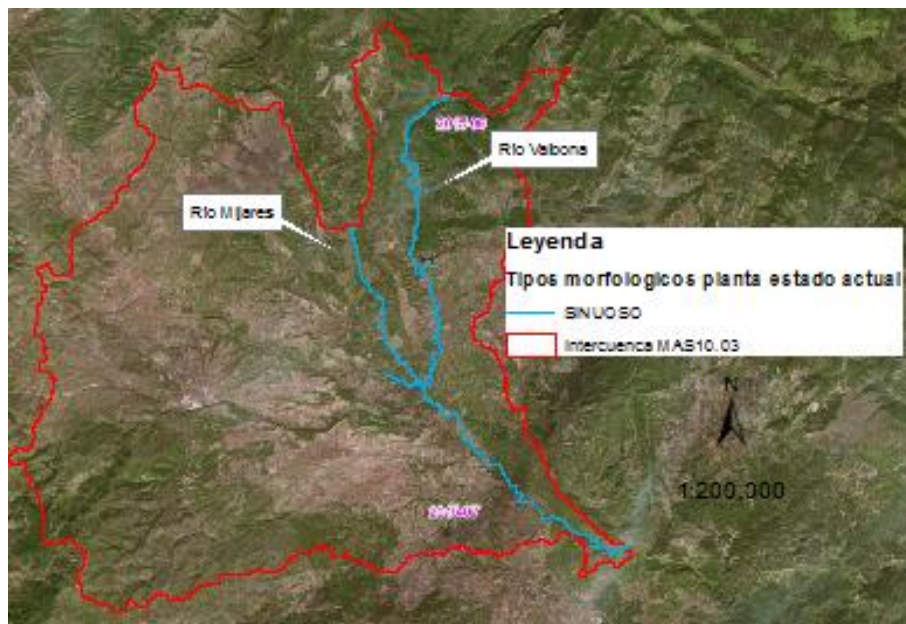 Río Valbona
Río Mijares
Leyenda
Tipos morfologicos planta estado actual
SINUOSO
Intercuenca MAS10.03
N
1:200,000